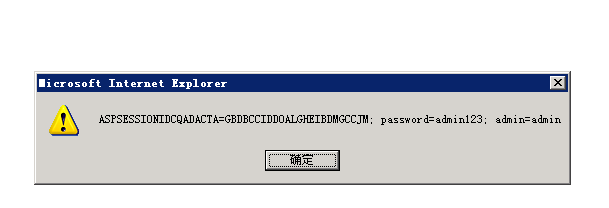 Microsoft Internet Explorer
ASPSESSIONIDCQADACTA=GBDBCCIDDOALGHEIBDMGCCJM; password=admin123; admin=admin
确定